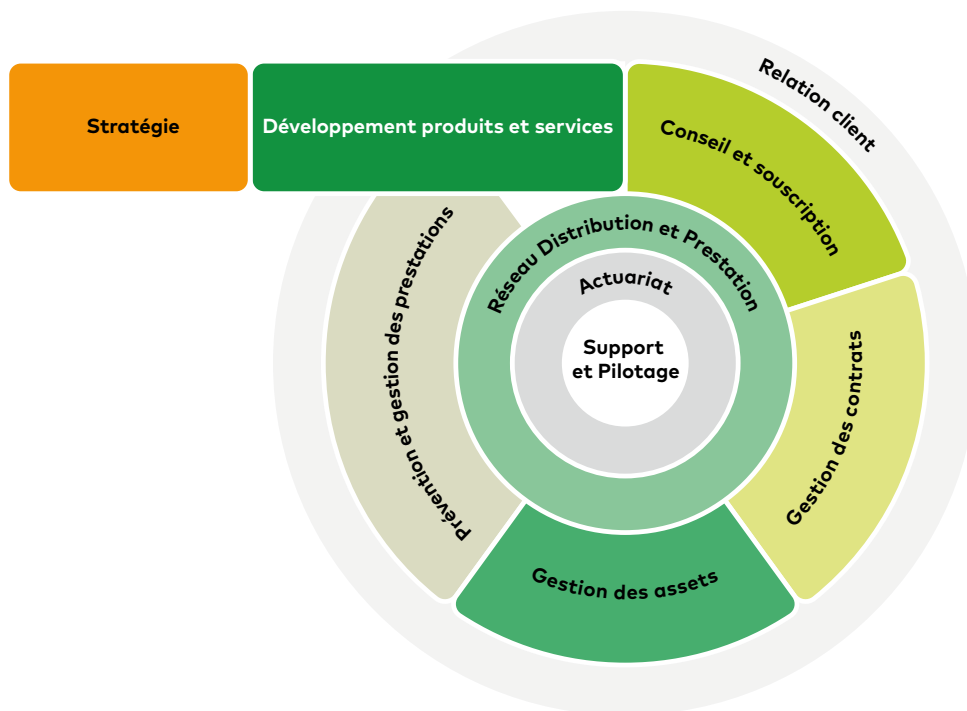 Stratégie
Développement produits et services
Relation client
Conseil et souscription
Réseau Distribution et Prestation
Actuariat
Support
et Pilotage
Prévention et gestion des prestations
Gestion des contrats
Gestion des assets